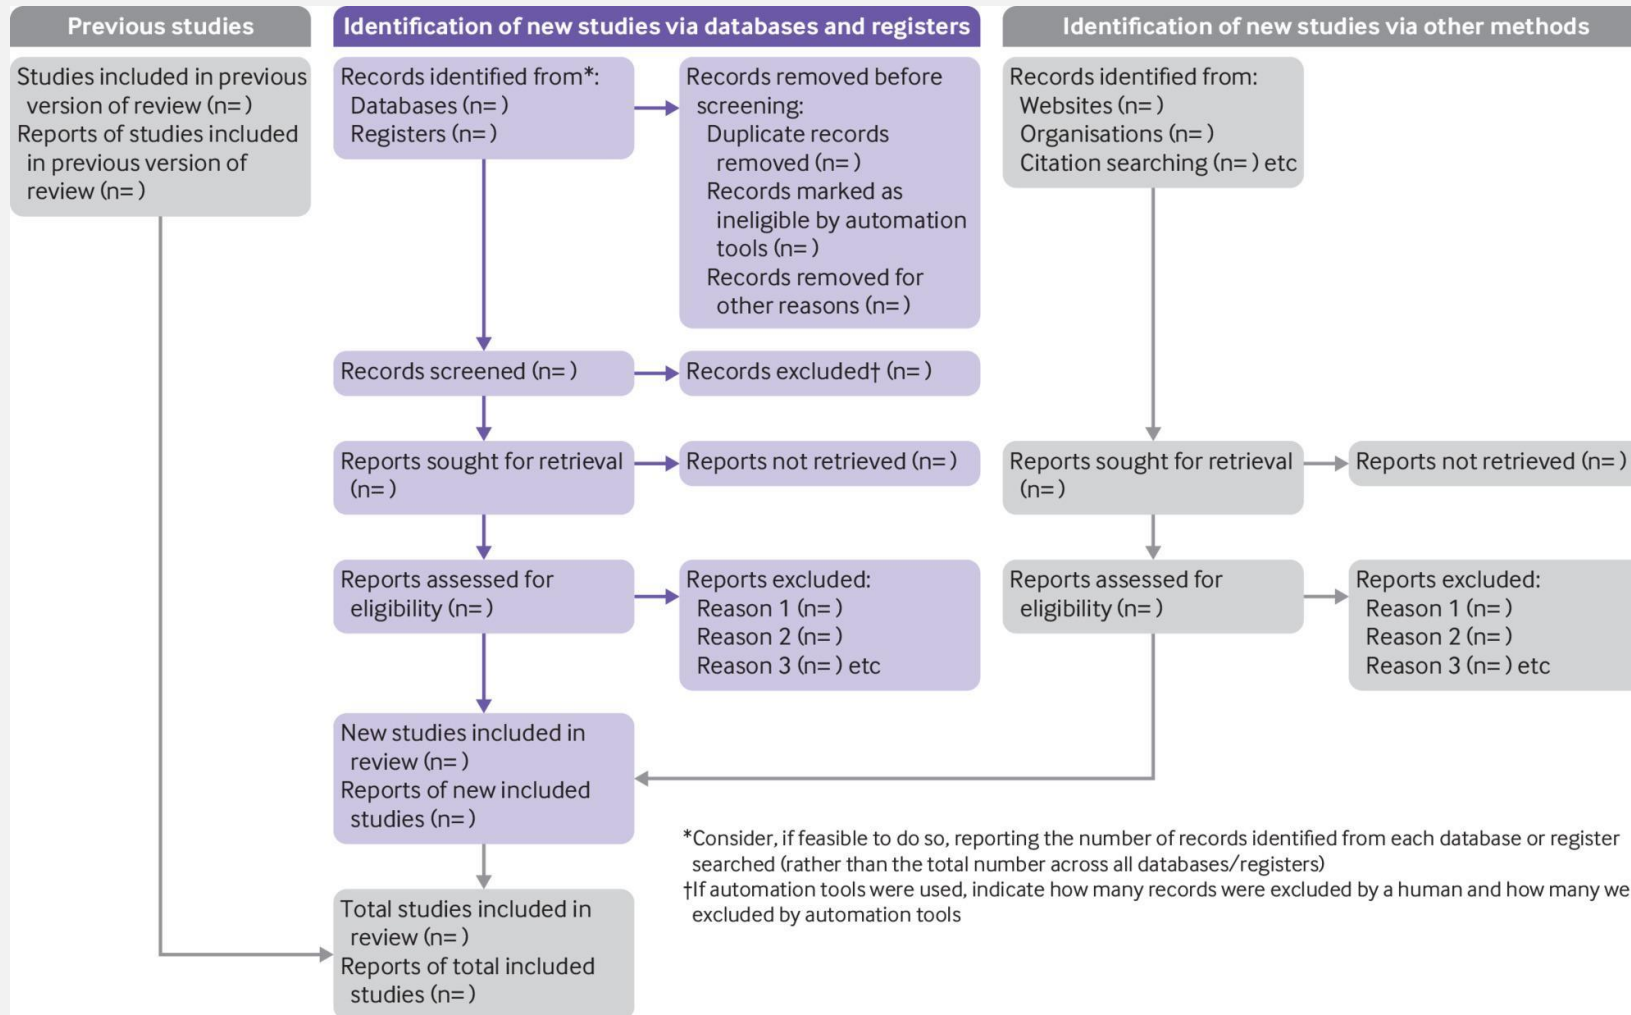 Previous studies
Studies included in previous
version of review (n= )
Reports of studies included
in previous version of
review (n= )
Identification of new studies via databases and registers
Records identified from*:
Databases (n= )
Registers (n= )
Records removed before
screening:
Duplicate records
removed (n= )
Records marked as
ineligible by automation
tools (n= )
Records removed for
other reasons (n= )
Records screened (n= )
Records excluded† (n= )
Reports sought for retrieval
(n= )
Reports not retrieved (n= )
Reports assessed for
eligibility (n= )
Reports excluded:
Reason 1 (n= )
Reason 2 (n= )
Reason 3 (n= ) etc
New studies included in
review (n= )
Reports of new included
studies (n= )
Total studies included in
review (n= )
Reports of total included
studies (n= )
Identification of new studies via other methods
Records identified from:
Websites (n= )
Organisations (n= )
Citation searching (n= ) etc
Reports sought for retrieval
(n= )
Reports not retrieved (n= )
Reports assessed for
eligibility (n= )
Reports excluded:
Reason 1 (n= )
Reason 2 (n= )
Reason 3 (n= ) etc
*Consider, if feasible to do so, reporting the number of records identified from each database or register
searched (rather than the total number across all databases/registers)
†If automation tools were used, indicate how many records were excluded by a human and how many we
excluded by automation tools